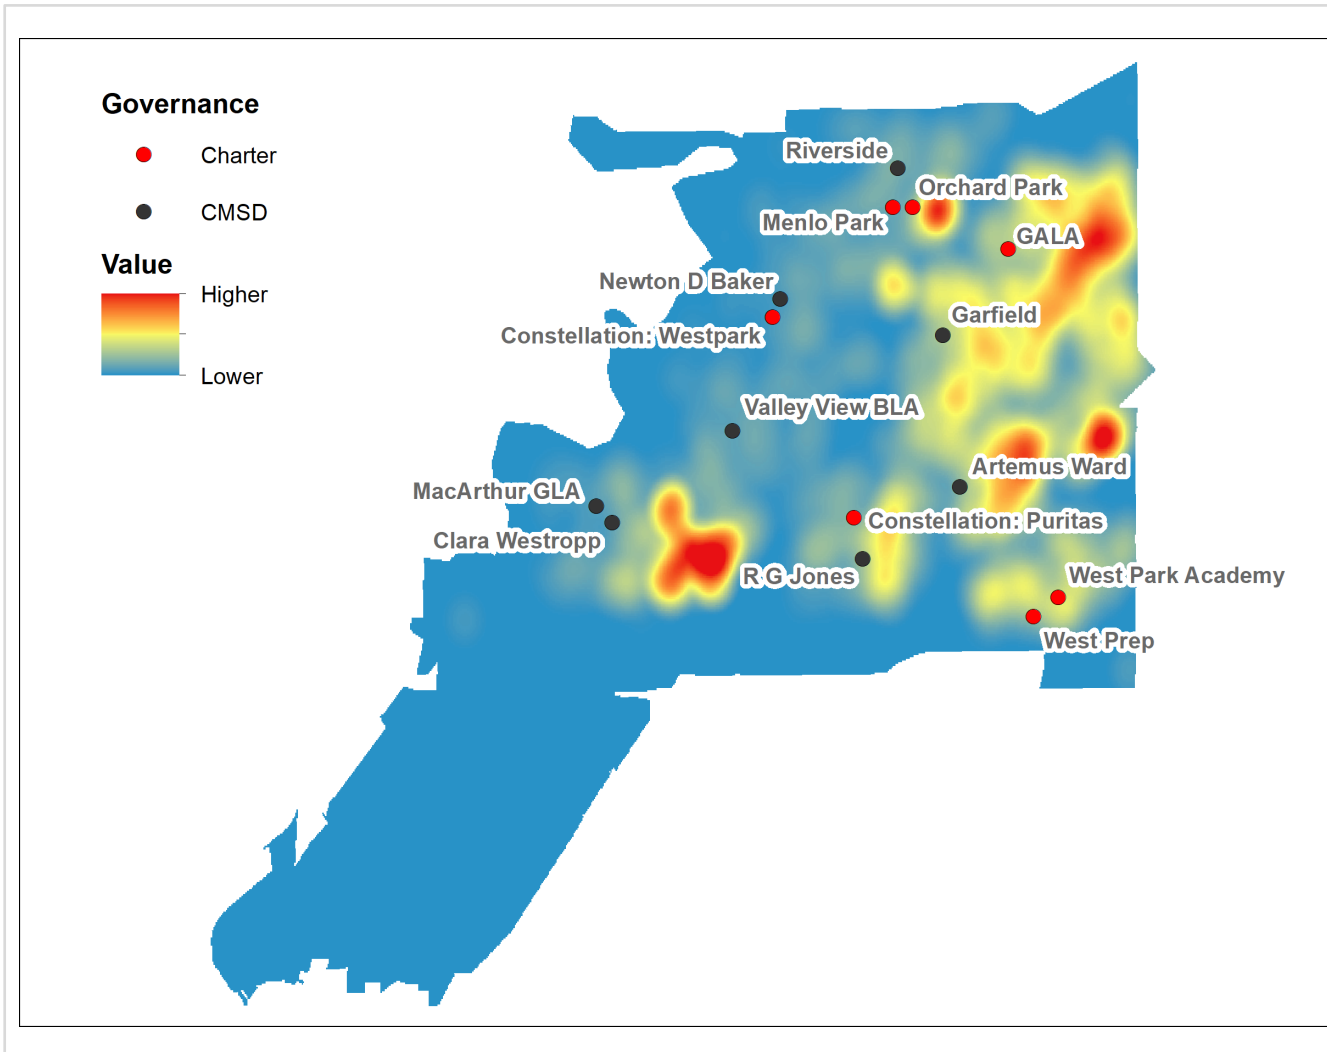 Governance
Charter
CMSD
Value
Higher
Lower
Riverside
Orchard Park
Menlo Park
GALA
Newton D Baker
Garfield
Constellation: Westpark
Valley View BLA
Artemus Ward
MacArthur GLA
Constellation: Puritas
Clara Westropp
R G Jones
West Park Academy
West Prep